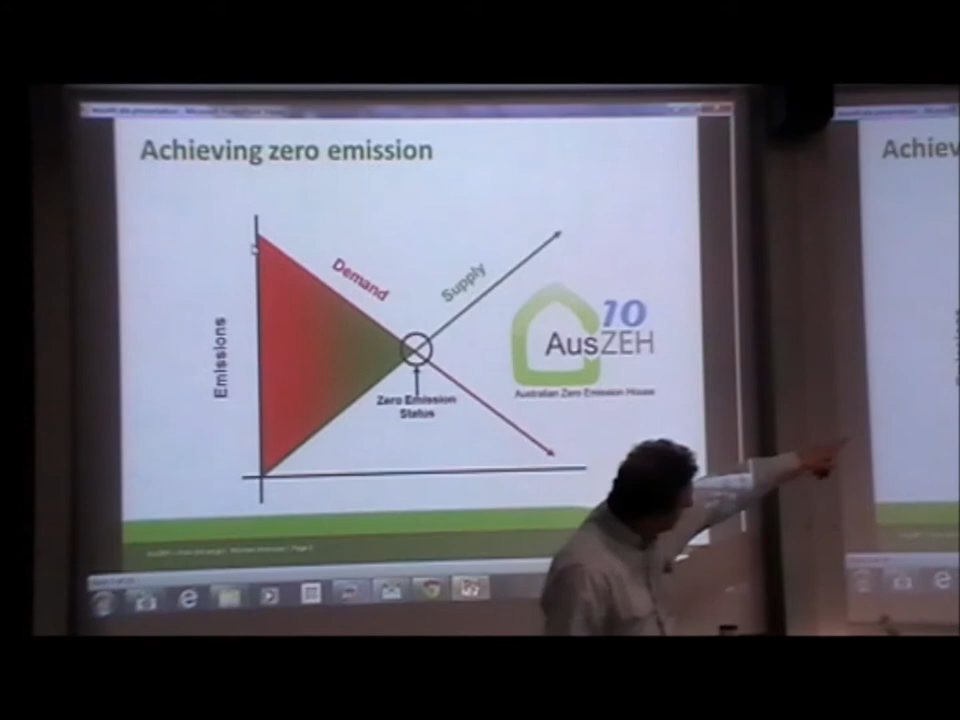 Achieving zero emission
Achiev
Demand
Supply
Emissions
10
AusZEH
Australian Zero Emission House
Zero Emission
Status